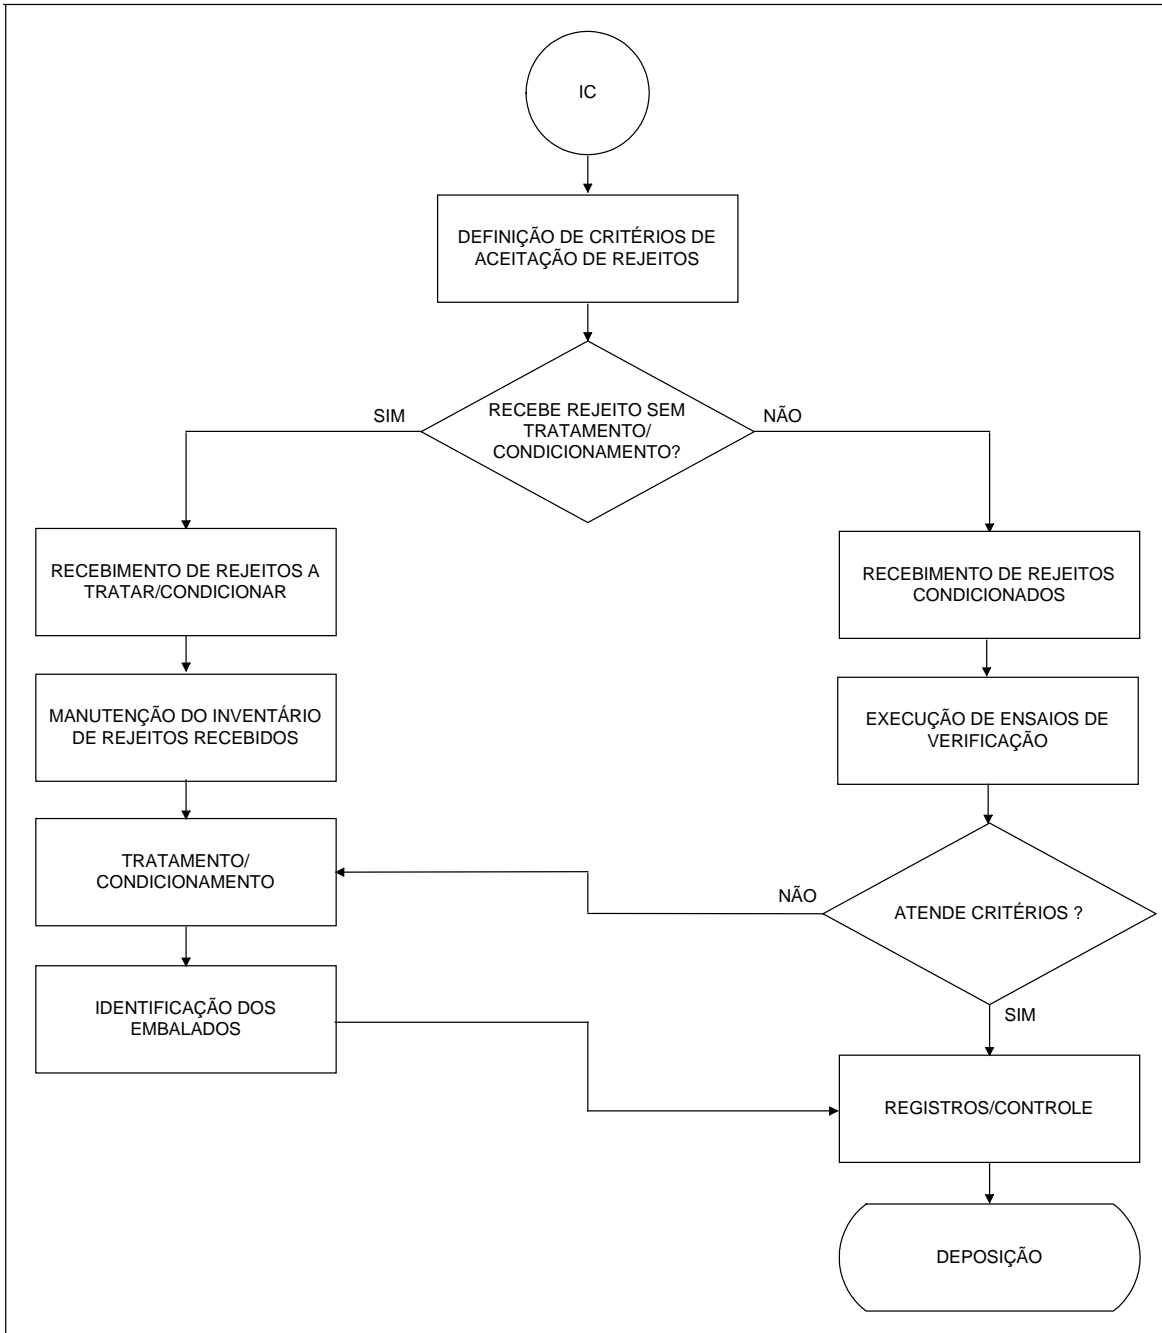 IC
DEFINIÇÃO DE CRITÉRIOS DE
ACEITAÇÃO DE REJEITOS
RECEBE REJEITO SEM
TRATAMENTO/
CONDICIONAMENTO?
SIM
NÃO
RECEBIMENTO DE REJEITOS A
TRATAR/CONDICIONAR
RECEBIMENTO DE REJEITOS
CONDICIONADOS
MANUTENÇÃO DO INVENTÁRIO
DE REJEITOS RECEBIDOS
EXECUÇÃO DE ENSAIOS DE
VERIFICAÇÃO
TRATAMENTO/
CONDICIONAMENTO
NÃO
ATENDE CRITÉRIOS ?
SIM
IDENTIFICAÇÃO DOS
EMBALADOS
REGISTROS/CONTROLE
DEPOSIÇÃO